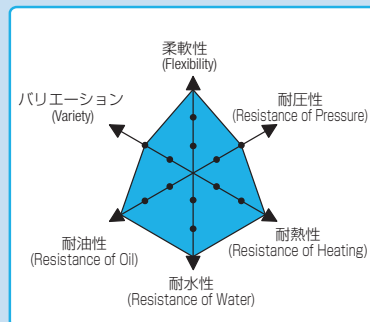 柔軟性
(Flexibility)
バリエーション
(Variety)
耐圧性
(Resistance of Pressure)
耐油性
(Resistance of Oil)
耐熱性
(Resistance of Heating)
耐水性
(Resistance of Water)